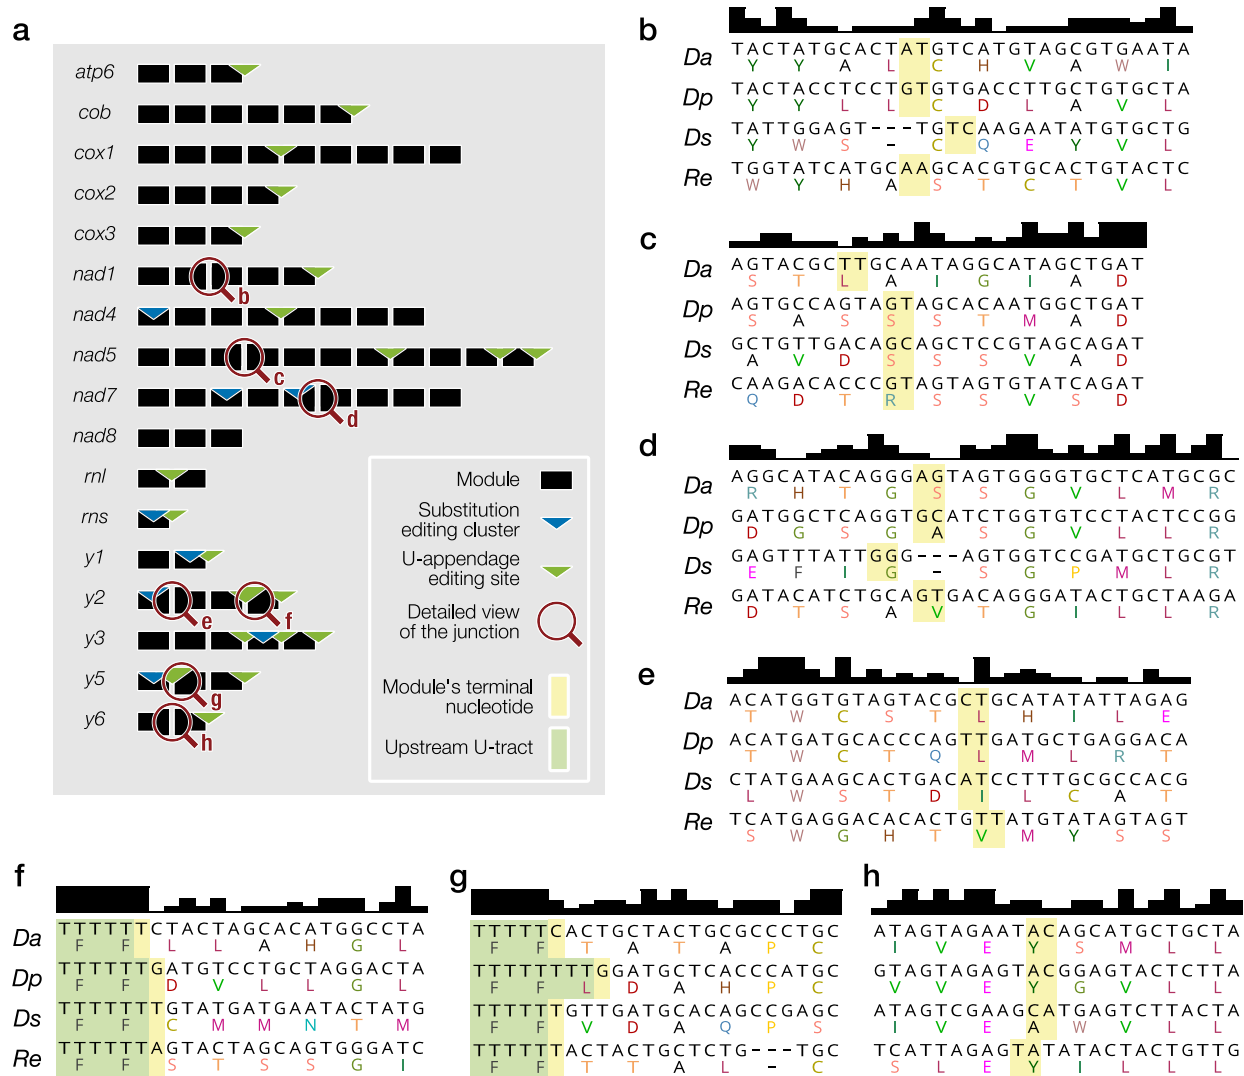 a
atp6
cob
cox1
cox2
cox3
nad1
b
nad4
nad5
c
nad7
d
nad8
rnl
rns
y1
y2
e
f
y3
y5
g
y6
h
Module
Substitution
editing cluster
U-appendage
editing site
Detailed view
of the junction
Module's terminal
nucleotide
Upstream U-tract
b
Da TACTATGCACTATGTCATGTAGCGTGAATA
Y Y A L C H V A W I
Dp TACTACCTCCTGTGTGACCTTGCTATGTGCTA
Y Y L L C D L A V L
Ds TATTGGAGT---TGTCAAGAATATGTGCTG
Y W S - C Q E Y V L
Re TGGTATCATGCAAGCACGTGCACTGTACTC
W Y H A S T C T V L
c
Da AGTACGCTTGCAATAGGCATAGCTGAT
S T L A I G I A D
Dp AGTGCCAGTAGTAGCACAATGGCTGAT
S A S S S T M A D
Ds GCTGTTGACAGCAGCTCCGTAGCAGAT
A V D S S S V A D
Re CAAGACACCCGTAGTAGTGTATCAGAT
Q D T R S S V S D
d
Da AGGCATACAGGGAGTAGTGGGGTGCTCATGCGC
R H T G S S G V L M R
Dp GATGGCTCAGGTGCATCTGGTGTCCTACTCCGG
D G S G A S G V L L R
Ds GAGTTTATTGGG---AGTGGTCCGATGCTGCGT
E F I G - S G P M L R
Re GATACATCTGCAGTGACAGGGATACTGCTAAGA
D T S A V T G I L L R
e
Da ACATGGTGTAGTACGCTGCATATATTAGAG
T W C S T L H I L E
Dp ACATGATGCACCCAGTTGATGCTGAGGACA
T W C T Q L M L R T
Ds CTATGAAGCACTGACATCCTTTGCGCCACG
L W S T D I L C A T
Re TCATGAGGACACACTGTTATGTATAGTAGT
S W G H T V M Y S S
f
Da TTTTTTCTACTAGCACATGGCCTA
F F L L A H G L
Dp TTTTTTGATGTCCTGCTAGGACTA
F F D V L L G L
Ds TTTTTTTGTATGATGAATACTATG
F F C M M N T M
Re TTTTTTAGTACTAGCAGTGGGATC
F F S T S S G I
g
TTTTTCACTGCTACTGCGCCCTGC
F F T A T A P C
TTTTTTTTGGATGCTCACCCATGC
F F L D A H P C
TTTTTTGTTGATGCACAGCCGAGC
F F V D A Q P S
TTTTTTACTACTGCTCTG---TGC
F F T T A L - C
h
ATAGTAGAATACAGCATGCTGCTA
I V E Y S M L L
GTAGTAGAGTACGGAGTACTCTTA
V V E Y G V L L
ATAGTCGAAGCATGGGTCTTACTA
I V E A W V L L
TCATTAGAGTATATACTACTGTTG
S L E Y I L L L